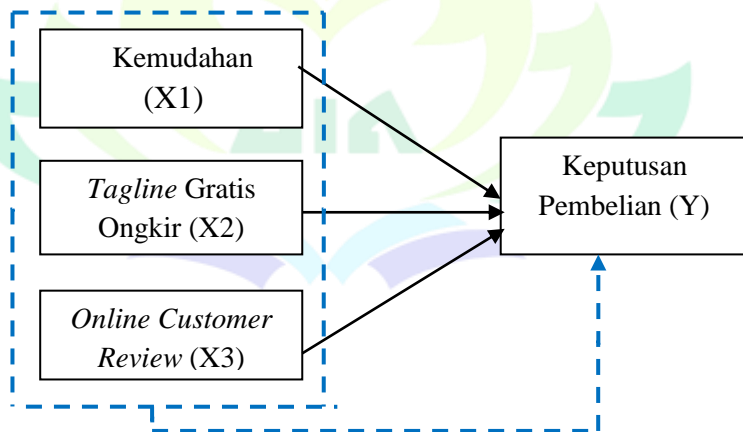 Kemudahan
(X1)
Tagline Gratis
Ongkir (X2)
Online Customer
Review (X3)
Keputusan
Pembelian (Y)